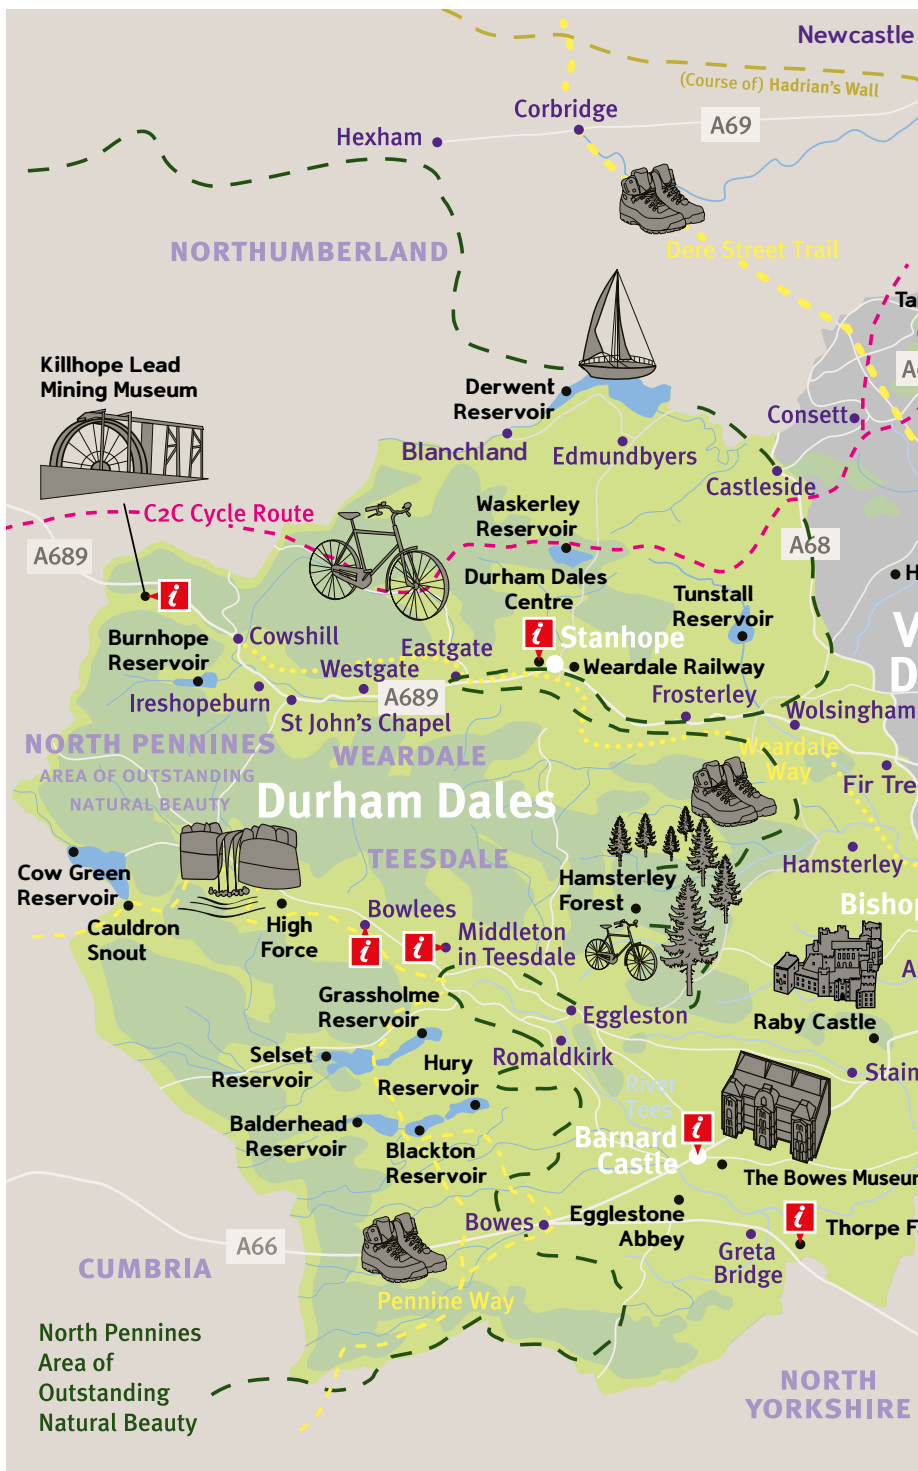 Newcastle
(Course of) Hadrian's Wall
Corbridge
A69
Hexham
Dere Street Trail
NORTHUMBERLAND
Killhope Lead
Mining Museum
Derwent
Reservoir
Consett
Blanchland
Edmundbyers
Castleside
C2C Cycle Route
Waskerley
Reservoir
A689
A68
Durham Dales
Centre
Tunstall
Reservoir
i
i
Burnhope
Reservoir
Cowshill
Stanhope
Eastgate
Westgate
Weardale Railway
Ireshopeburn
A689
Frosterley
St John's Chapel
Wolsingham
NORTH PENNINES
AREA OF OUTSTANDING
NATURAL BEAUTY
WEARDALE
Weardale
Way
Fir Tre
Durham Dales
TEESDALE
Hamsterley
Cow Green
Reservoir
Hamsterley
Forest
Cauldron
Snout
High
Force
Bowlees
i
i
Middleton
in Teesdale
Bishop
Grassholme
Reservoir
Eggleston
Raby Castle
Selset
Reservoir
Hury
Reservoir
Romaldkirk
Stain
River
Tees
Balderhead
Reservoir
Blackton
Reservoir
i
Barnard
Castle
The Bowes Museum
Bowes
Egglestone
Abbey
i
Thorpe F
A66
Greta
Bridge
CUMBRIA
Pennine Way
North Pennines
Area of
Outstanding
Natural Beauty
NORTH
YORKSHIRE